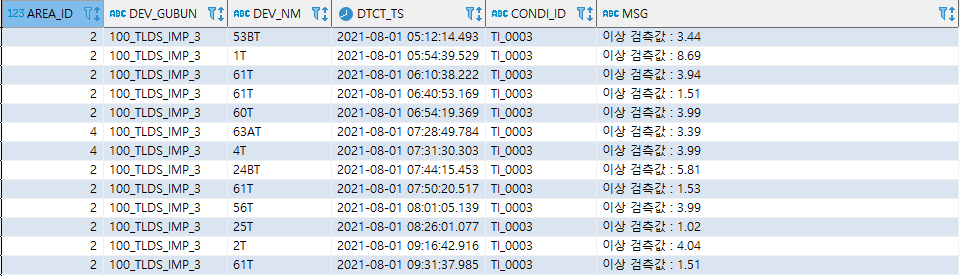 123 AREA_ID ABC DEV_GUBUN ABC DEV_NM DTCT_TS ABC CONDI_ID ABC MSG
2 100_TLDS_IMP_3 53BT 2021-08-01 05:12:14.493 TI_0003 이상 검측값 : 3.44
2 100_TLDS_IMP_3 1T 2021-08-01 05:54:39.529 TI_0003 이상 검측값 : 8.69
2 100_TLDS_IMP_3 61T 2021-08-01 06:10:38.222 TI_0003 이상 검측값 : 3.94
2 100_TLDS_IMP_3 61T 2021-08-01 06:40:53.169 TI_0003 이상 검측값 : 1.51
2 100_TLDS_IMP_3 60T 2021-08-01 06:54:19.369 TI_0003 이상 검측값 : 3.99
4 100_TLDS_IMP_3 63AT 2021-08-01 07:28:49.784 TI_0003 이상 검측값 : 3.39
4 100_TLDS_IMP_3 4T 2021-08-01 07:31:30.303 TI_0003 이상 검측값 : 3.99
2 100_TLDS_IMP_3 24BT 2021-08-01 07:44:15.453 TI_0003 이상 검측값 : 5.81
2 100_TLDS_IMP_3 61T 2021-08-01 07:50:20.517 TI_0003 이상 검측값 : 1.53
2 100_TLDS_IMP_3 56T 2021-08-01 08:01:05.139 TI_0003 이상 검측값 : 3.99
2 100_TLDS_IMP_3 25T 2021-08-01 08:26:01.077 TI_0003 이상 검측값 : 1.02
2 100_TLDS_IMP_3 2T 2021-08-01 09:16:42.916 TI_0003 이상 검측값 : 4.04
2 100_TLDS_IMP_3 61T 2021-08-01 09:31:37.985 TI_0003 이상 검측값 : 1.51